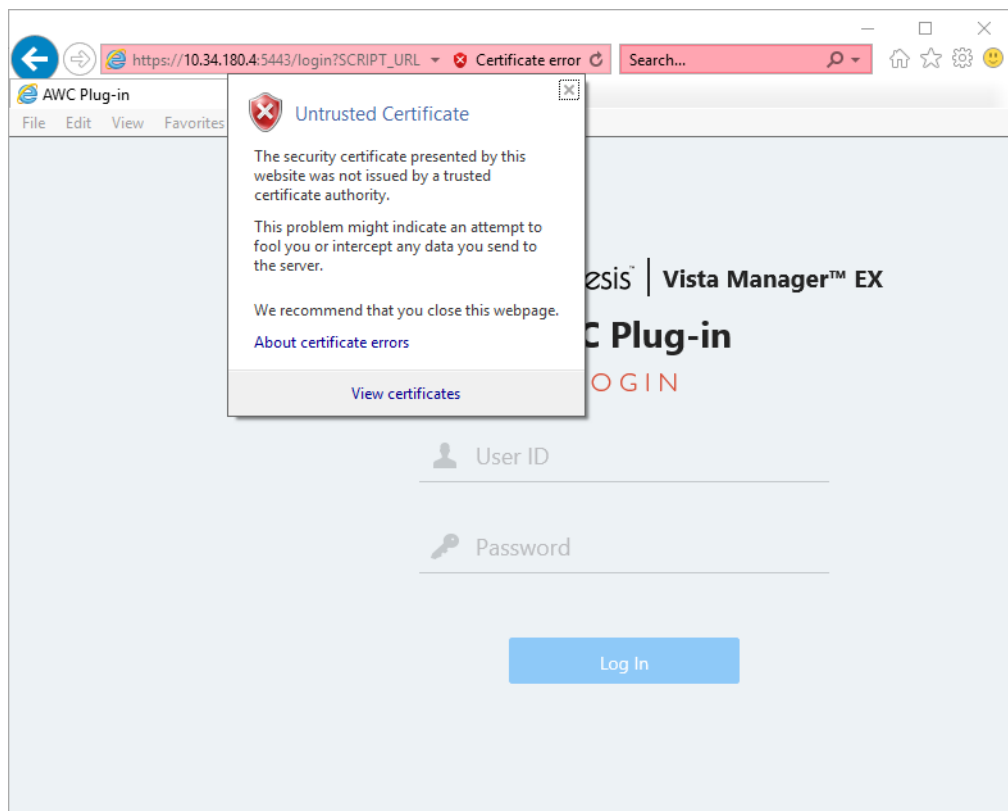 https://10.34.180.4:5443/login?SCRIPT_URL Certificate error Search...
AWC Plug-in
File Edit View Favorites
Untrusted Certificate
The security certificate presented by this
website was not issued by a trusted
certificate authority.
This problem might indicate an attempt to
fool you or intercept any data you send to
the server.
We recommend that you close this webpage.
About certificate errors
View certificates
esis™ | Vista Manager™ EX
C Plug-in
OGIN
User ID
Password
Log In